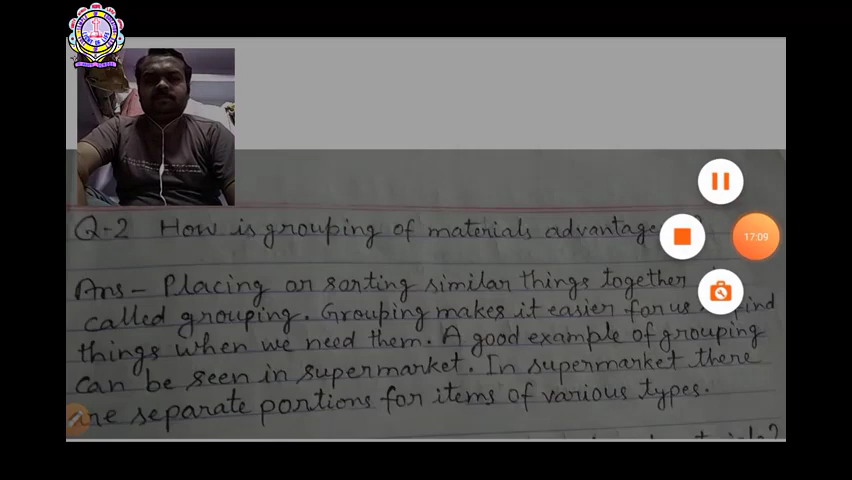 17:09
Q-2 How is grouping of materials advantage
Ans - Placing or sorting similar things together
called grouping. Grouping makes it easier for us
things when we need them. A good example of grouping
can be seen in supermarket. In supermarket there
are separate portions for items of various types.